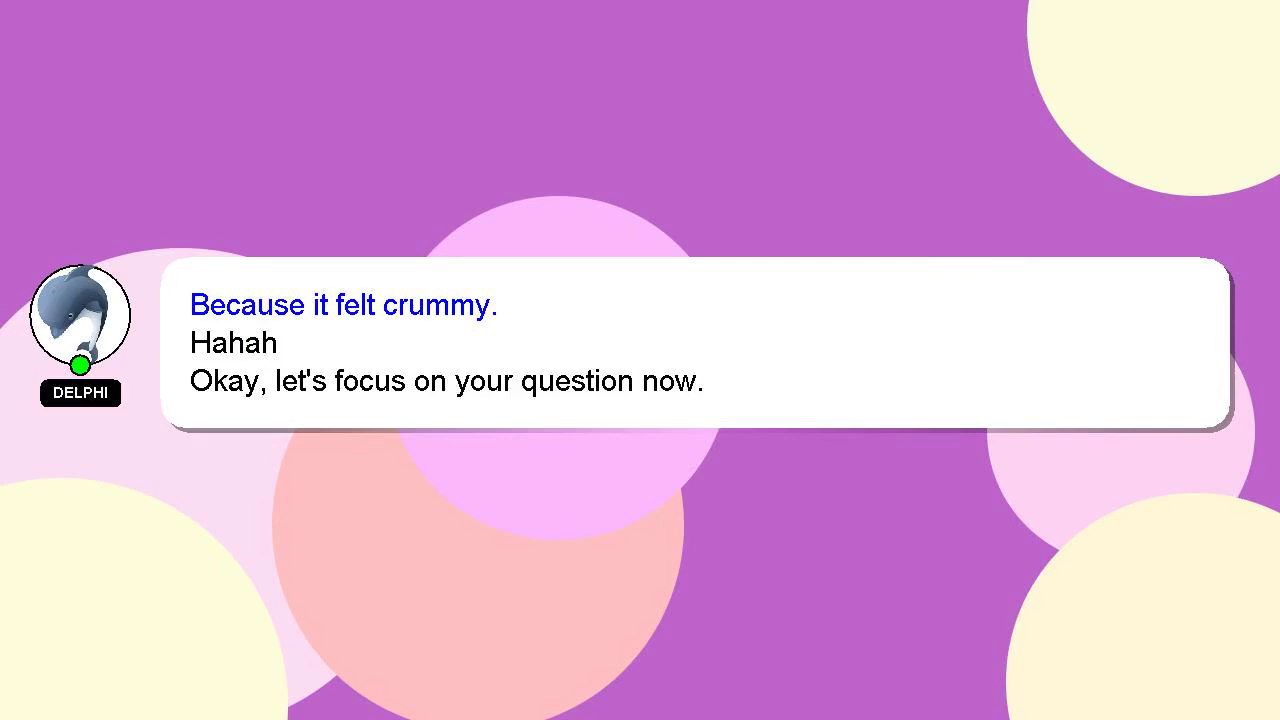 Because it felt crummy.
Hahah
Okay, let's focus on your question now.
DELPHI